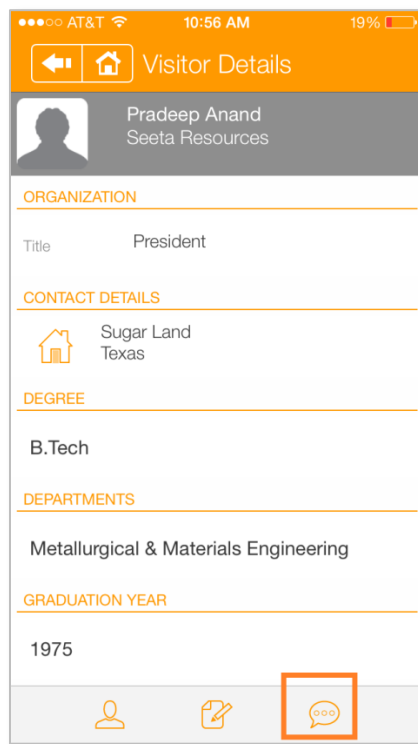 AT&T 10:56 AM 19%
Visitor Details
Pradeep Anand
Seeta Resources
ORGANIZATION
Title President
CONTACT DETAILS
Sugar Land
Texas
DEGREE
B.Tech
DEPARTMENTS
Metallurgical & Materials Engineering
GRADUATION YEAR
1975